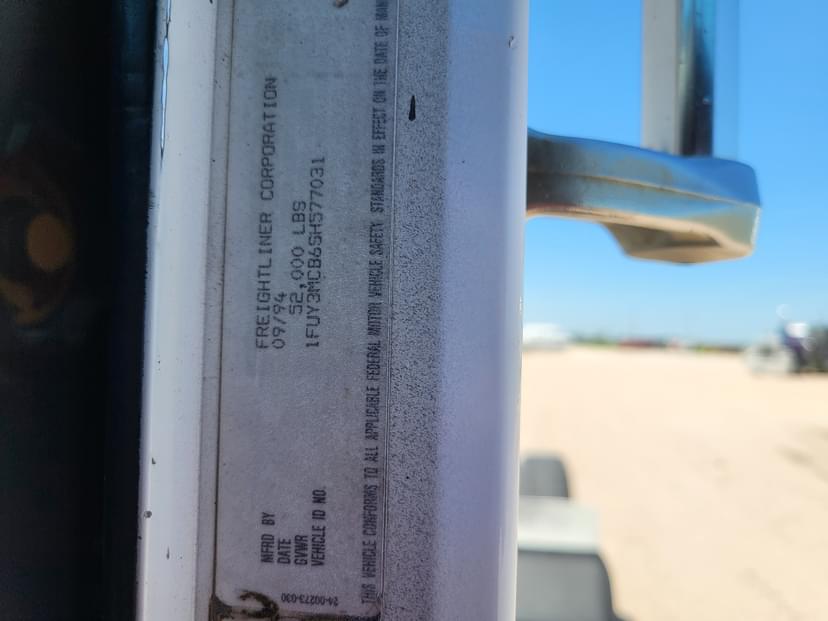 MFRD BY FREIGHTLINER CORPORATION
DATE 09/94
GVWR 52,000 LBS
VEHICLE ID NO. 1FUY3MCB6SH577031
THIS VEHICLE CONFORMS TO ALL APPLICABLE FEDERAL MOTOR VEHICLE SAFETY STANDARDS IN EFFECT ON THE DATE OF
24-00273-030